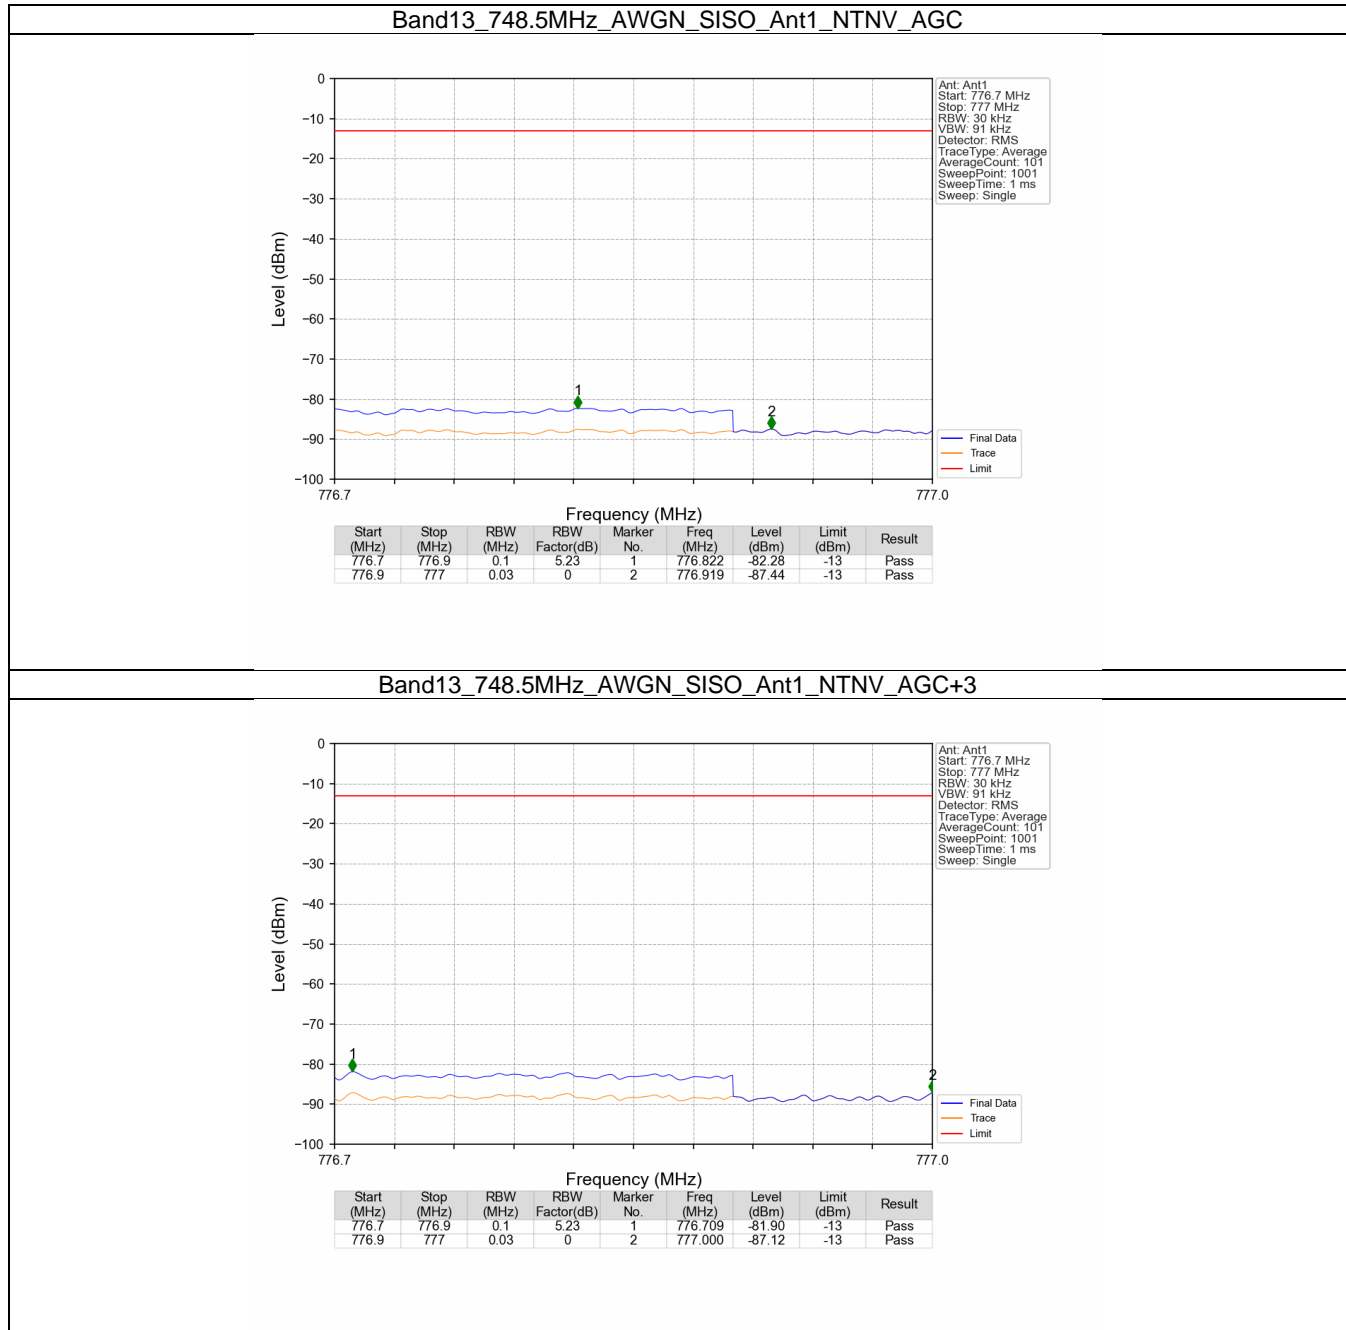 Band13_748.5MHz_AWGN_SISO_Ant1_NTNV_AGC
Ant: Ant1
Start: 776.7 MHz
Stop: 777 MHz
RBW: 30 kHz
VBW: 91 kHz
Detector: RMS
TraceType: Average
AverageCount: 101
SweepPoint: 1001
SweepTime: 1 ms
Sweep: Single
0
−10
−20
−30
−40
−50
−60
−70
−80
−90
−100
Level (dBm)
1
2
Final Data
Trace
Limit
776.7 777.0
Frequency (MHz)
Start (MHz) Stop (MHz) RBW (MHz) RBW Factor(dB) Marker No. Freq (MHz) Level (dBm) Limit (dBm) Result
776.7 776.9 0.1 5.23 1 776.822 -82.28 -13 Pass
776.9 777 0.03 0 2 776.919 -87.44 -13 Pass
Band13_748.5MHz_AWGN_SISO_Ant1_NTNV_AGC+3
Ant: Ant1
Start: 776.7 MHz
Stop: 777 MHz
RBW: 30 kHz
VBW: 91 kHz
Detector: RMS
TraceType: Average
AverageCount: 101
SweepPoint: 1001
SweepTime: 1 ms
Sweep: Single
0
−10
−20
−30
−40
−50
−60
−70
−80
−90
−100
Level (dBm)
1
2
Final Data
Trace
Limit
776.7 777.0
Frequency (MHz)
Start (MHz) Stop (MHz) RBW (MHz) RBW Factor(dB) Marker No. Freq (MHz) Level (dBm) Limit (dBm) Result
776.7 776.9 0.1 5.23 1 776.709 -81.90 -13 Pass
776.9 777 0.03 0 2 777.000 -87.12 -13 Pass